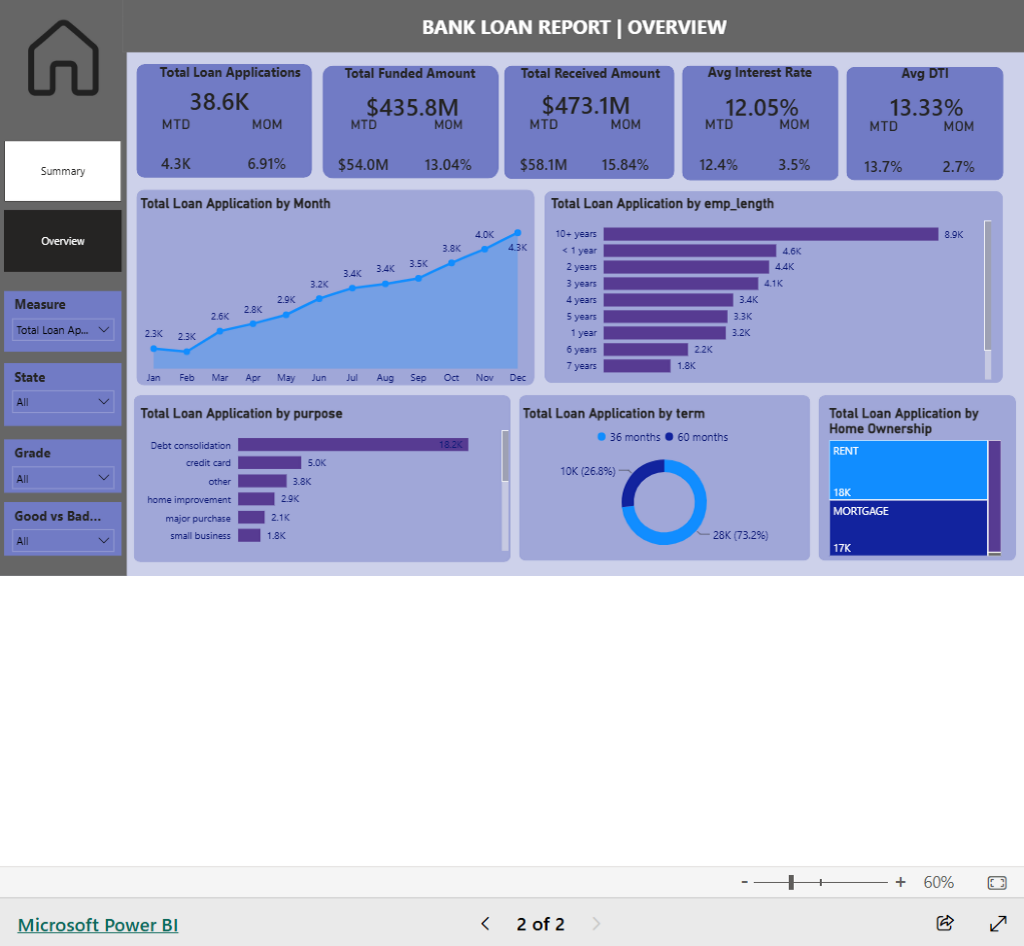 BANK LOAN REPORT | OVERVIEW
Summary
Overview
Measure
Total Loan Ap...
State
All
Grade
All
Good vs Bad...
All
Total Loan Applications
38.6K
MTD MOM
4.3K 6.91%
Total Funded Amount
$435.8M
MTD MOM
$54.0M 13.04%
Total Received Amount
$473.1M
MTD MOM
$58.1M 15.84%
Avg Interest Rate
12.05%
MTD MOM
12.4% 3.5%
Avg DTI
13.33%
MTD MOM
13.7% 2.7%
Total Loan Application by Month
2.3K 2.3K 2.6K 2.8K 2.9K 3.2K 3.4K 3.4K 3.5K 3.8K 4.0K 4.3K
Jan Feb Mar Apr May Jun Jul Aug Sep Oct Nov Dec
Total Loan Application by emp_length
10+ years 8.9K
< 1 year 4.6K
2 years 4.4K
3 years 4.1K
4 years 3.4K
5 years 3.3K
1 year 3.2K
6 years 2.2K
7 years 1.8K
Total Loan Application by purpose
Debt consolidation 18.2K
credit card 5.0K
other 3.8K
home improvement 2.9K
major purchase 2.1K
small business 1.8K
Total Loan Application by term
36 months 60 months
10K (26.8%)
28K (73.2%)
Total Loan Application by
Home Ownership
RENT
18K
MORTGAGE
17K
- + 60%
Microsoft Power BI
2 of 2